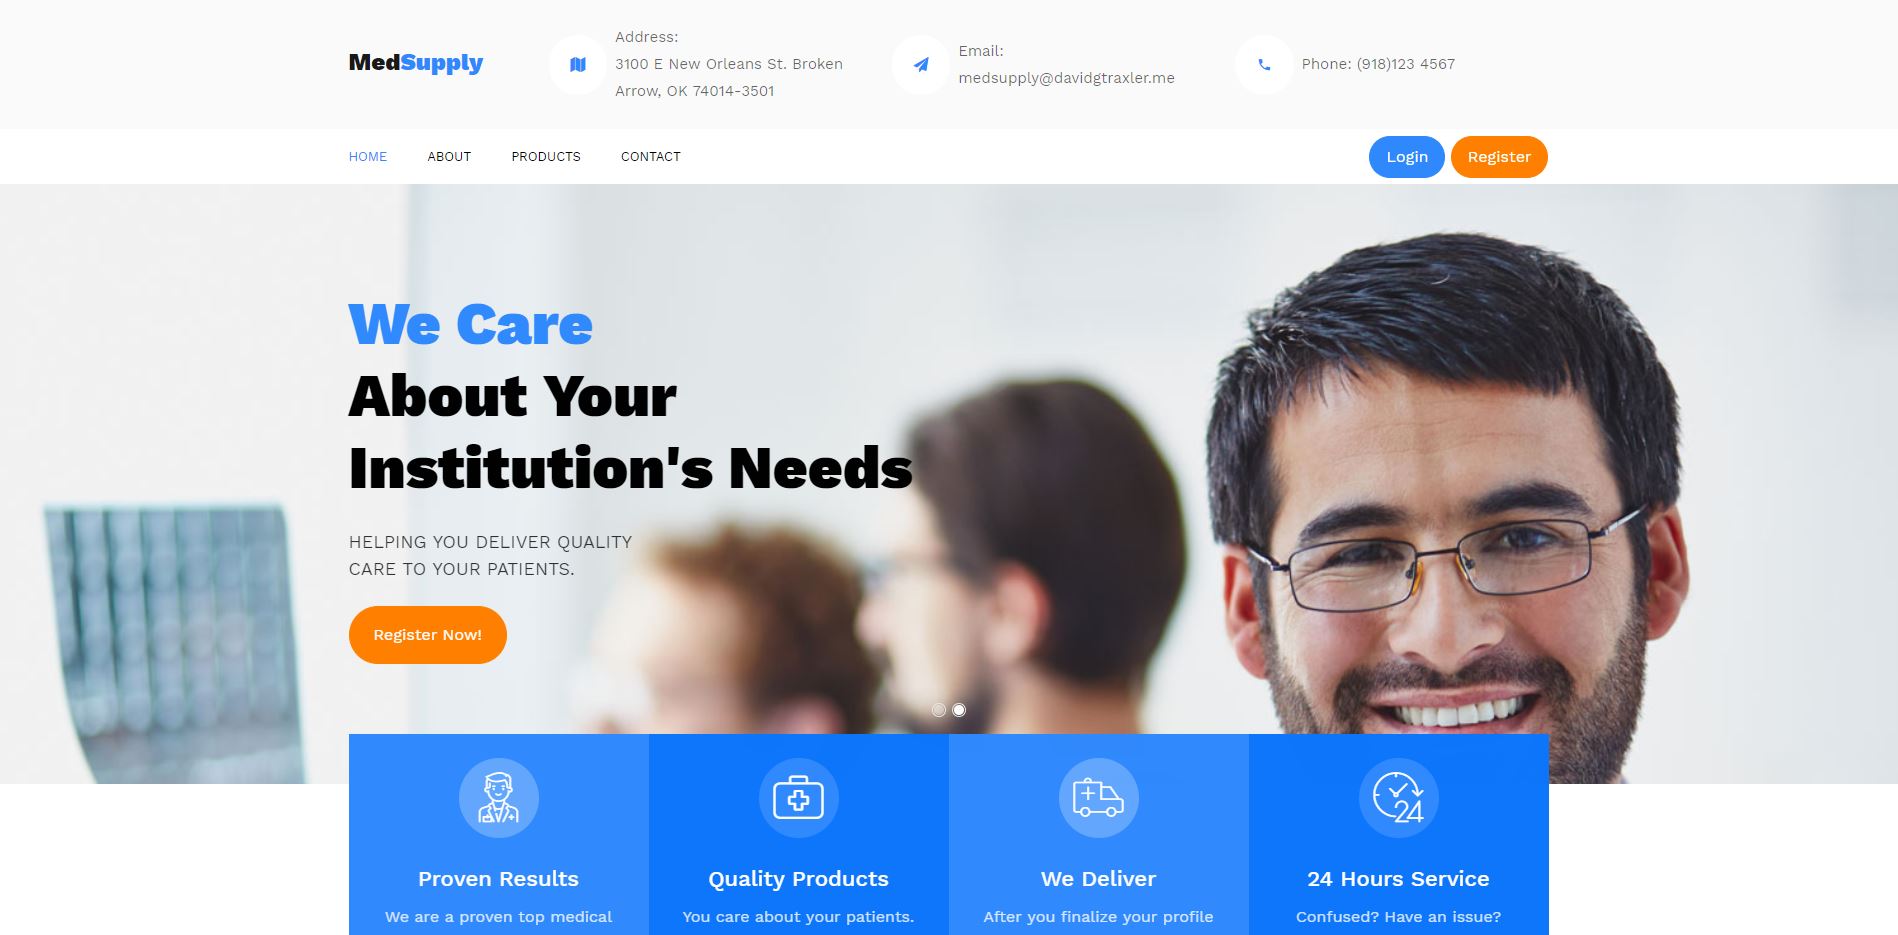 MedSupply
Address:
3100 E New Orleans St. Broken
Arrow, OK 74014-3501
Email:
medsupply@davidgtraxler.me
Phone: (918)123 4567
HOME
ABOUT
PRODUCTS
CONTACT
Login
Register
We Care
About Your
Institution's Needs
HELPING YOU DELIVER QUALITY
CARE TO YOUR PATIENTS.
Register Now!
24
Proven Results
We are a proven top medical
Quality Products
You care about your patients.
We Deliver
After you finalize your profile
24 Hours Service
Confused? Have an issue?